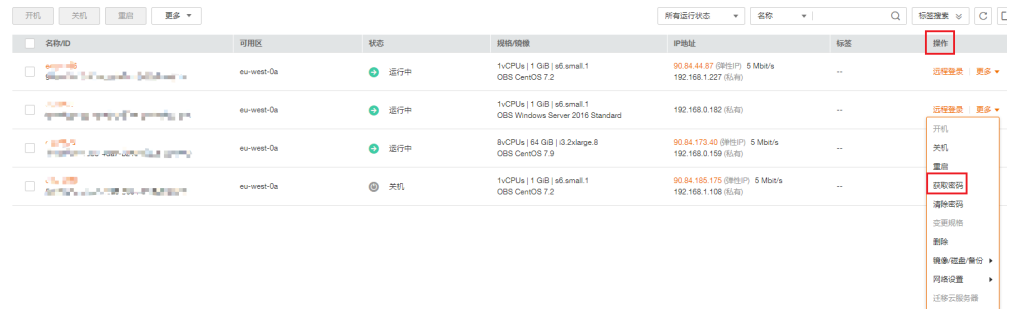 开机 关机 重启 更多
所有运行状态 名称 标签搜索
名称/ID 可用区 状态 规格/镜像 IP地址 标签 操作
eu-west-0a 运行中 1vCPUs | 1 GiB | s6.small.1 90.84.44.87 (弹性IP) 5 Mbit/s -- 远程登录 更多
OBS CentOS 7.2 192.168.1.227 (私有)
eu-west-0a 运行中 1vCPUs | 1 GiB | s6.small.1 192.168.0.182 (私有) -- 远程登录 更多
OBS Windows Server 2016 Standard
eu-west-0a 运行中 8vCPUs | 64 GiB | i3.2xlarge.8 90.84.173.40 (弹性IP) 5 Mbit/s --
OBS CentOS 7.9 192.168.0.159 (私有)
eu-west-0a 关机 1vCPUs | 1 GiB | s6.small.1 90.84.185.175 (弹性IP) 5 Mbit/s --
OBS CentOS 7.2 192.168.1.108 (私有)
开机
关机
重启
获取密码
清除密码
变更规格
删除
镜像/磁盘/备份
网络设置
迁移云服务器